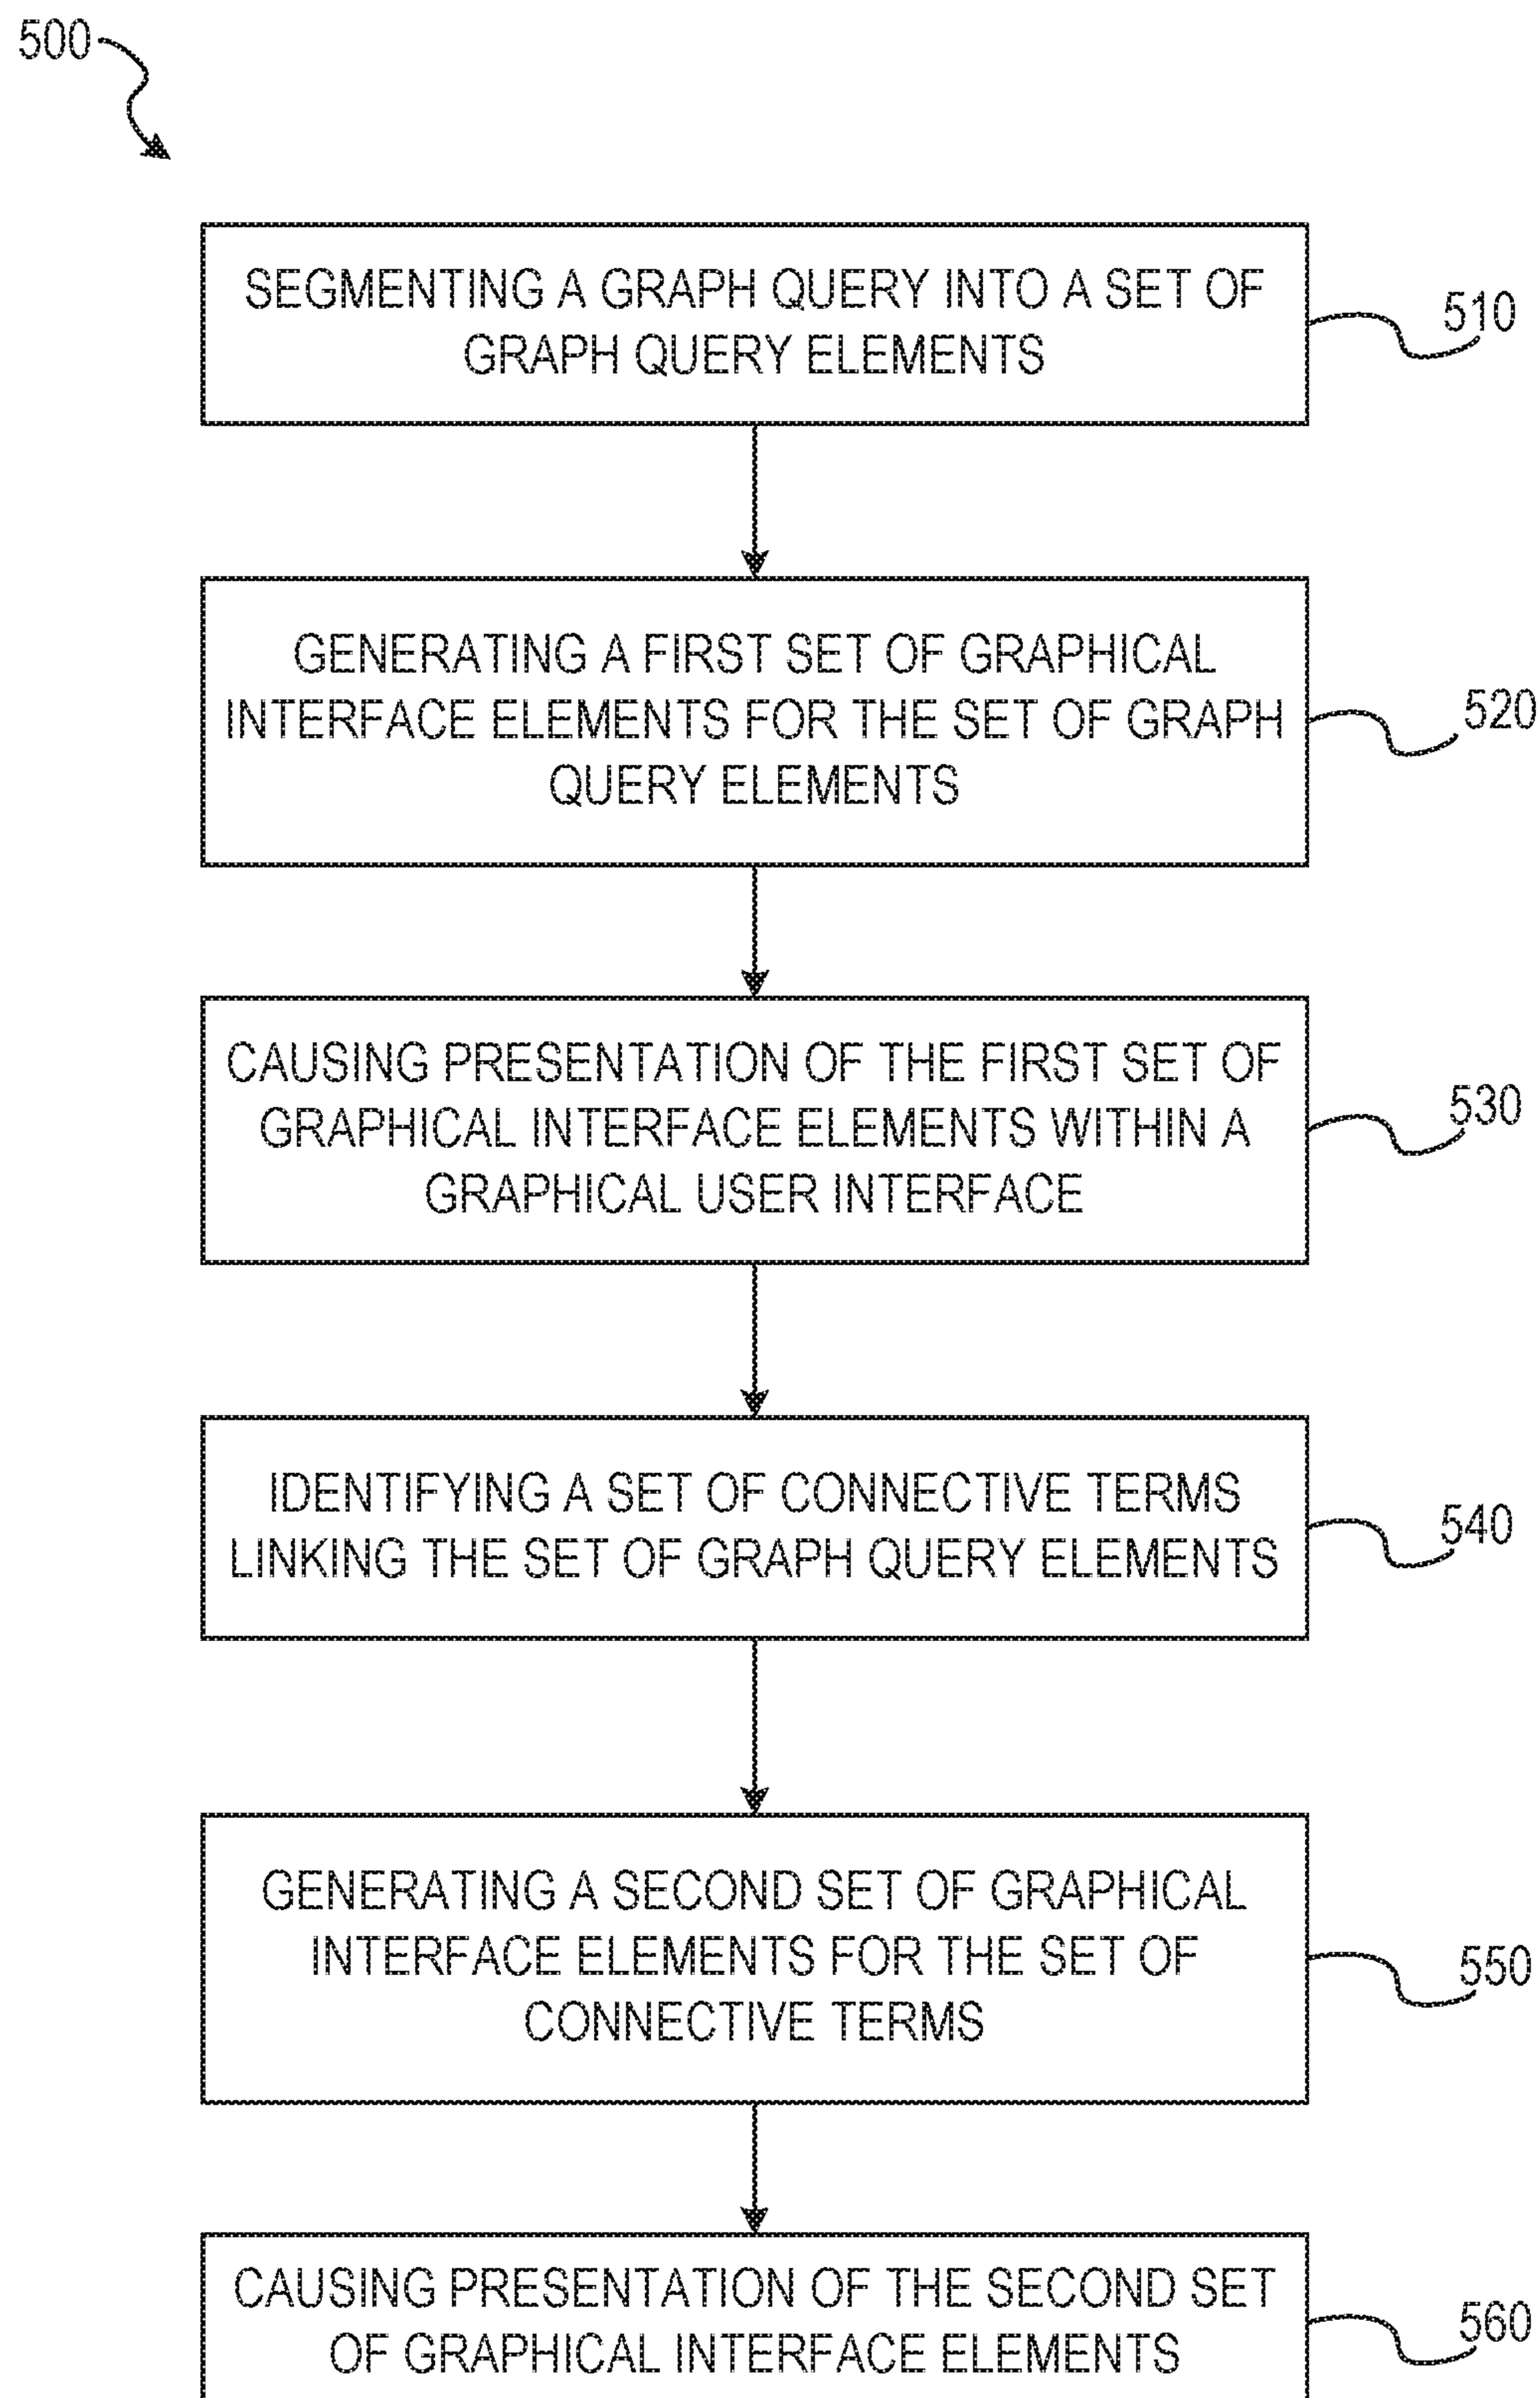 500
SEGMENTING A GRAPH QUERY INTO A SET OF
GRAPH QUERY ELEMENTS
510
GENERATING A FIRST SET OF GRAPHICAL
INTERFACE ELEMENTS FOR THE SET OF GRAPH
QUERY ELEMENTS
520
CAUSING PRESENTATION OF THE FIRST SET OF
GRAPHICAL INTERFACE ELEMENTS WITHIN A
GRAPHICAL USER INTERFACE
530
IDENTIFYING A SET OF CONNECTIVE TERMS
LINKING THE SET OF GRAPH QUERY ELEMENTS
540
GENERATING A SECOND SET OF GRAPHICAL
INTERFACE ELEMENTS FOR THE SET OF
CONNECTIVE TERMS
550
CAUSING PRESENTATION OF THE SECOND SET
OF GRAPHICAL INTERFACE ELEMENTS
560